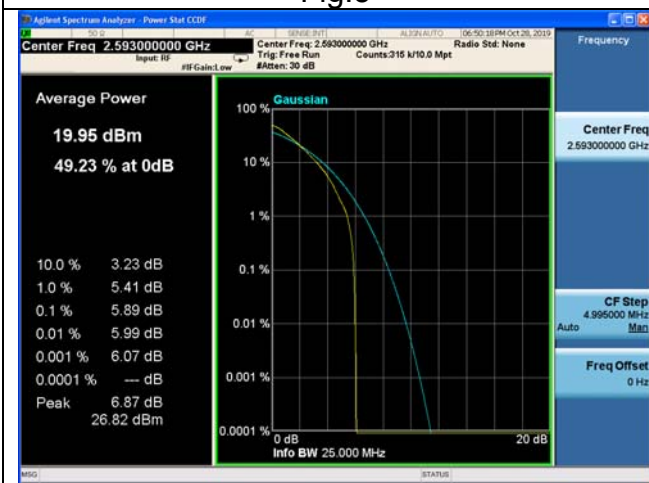 Agilent Spectrum Analyzer - Power Stat CCDF
50 Ω AC SENSE:INT ALIGN AUTO 06:50:18 PM Oct 28, 2019
Center Freq 2.593000000 GHz
Input: RF
#IFGain:Low
Center Freq: 2.593000000 GHz
Radio Std: None
Trig: Free Run
Counts:315 k/10.0 Mpt
#Atten: 30 dB
Frequency
Average Power
19.95 dBm
49.23 % at 0dB
10.0 % 3.23 dB
1.0 % 5.41 dB
0.1 % 5.89 dB
0.01 % 5.99 dB
0.001 % 6.07 dB
0.0001 % --- dB
Peak 6.87 dB
26.82 dBm
Gaussian
100 %
10 %
1 %
0.1 %
0.01 %
0.001 %
0.0001 %
0 dB 20 dB
Info BW 25.000 MHz
Center Freq
2.593000000 GHz
CF Step
4.995000 MHz
Auto Man
Freq Offset
0 Hz
MSG STATUS